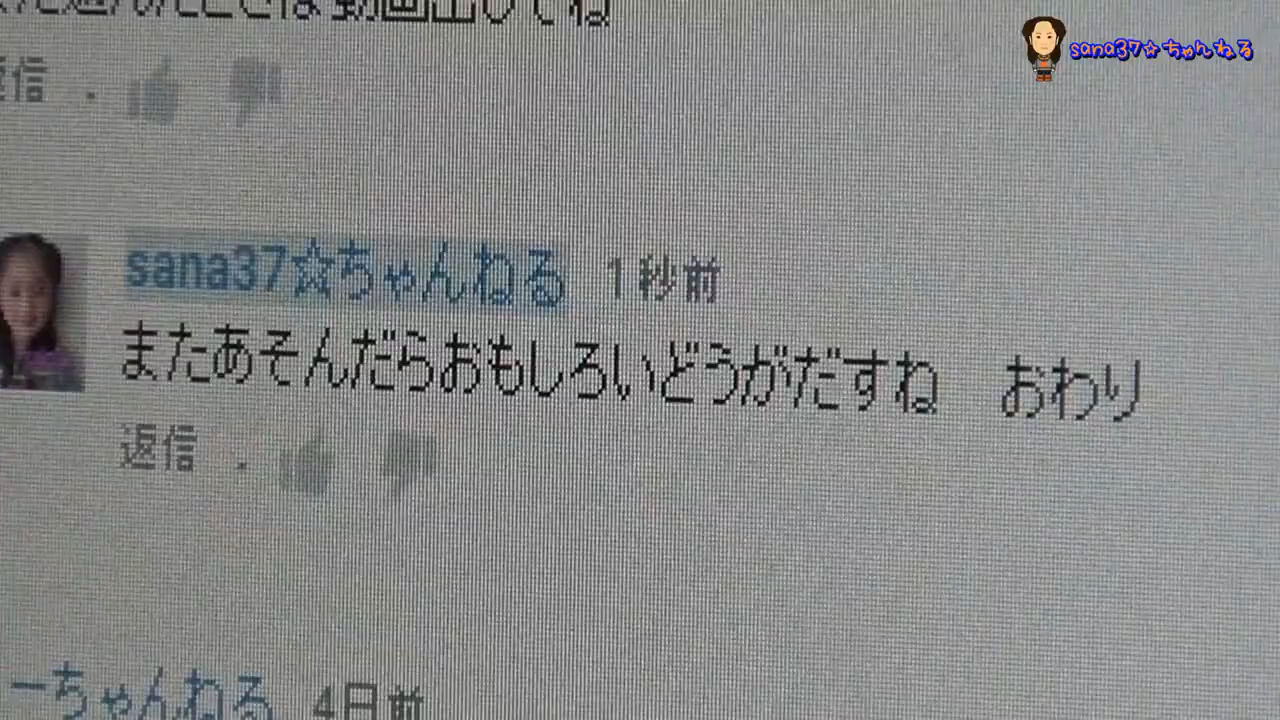 sana37☆ちゃんねる
返信 .
sana37☆ちゃんねる 1秒前
またあそんだらおもしろいどうがだすね おわり
返信 .
ーちゃんねる 4日前